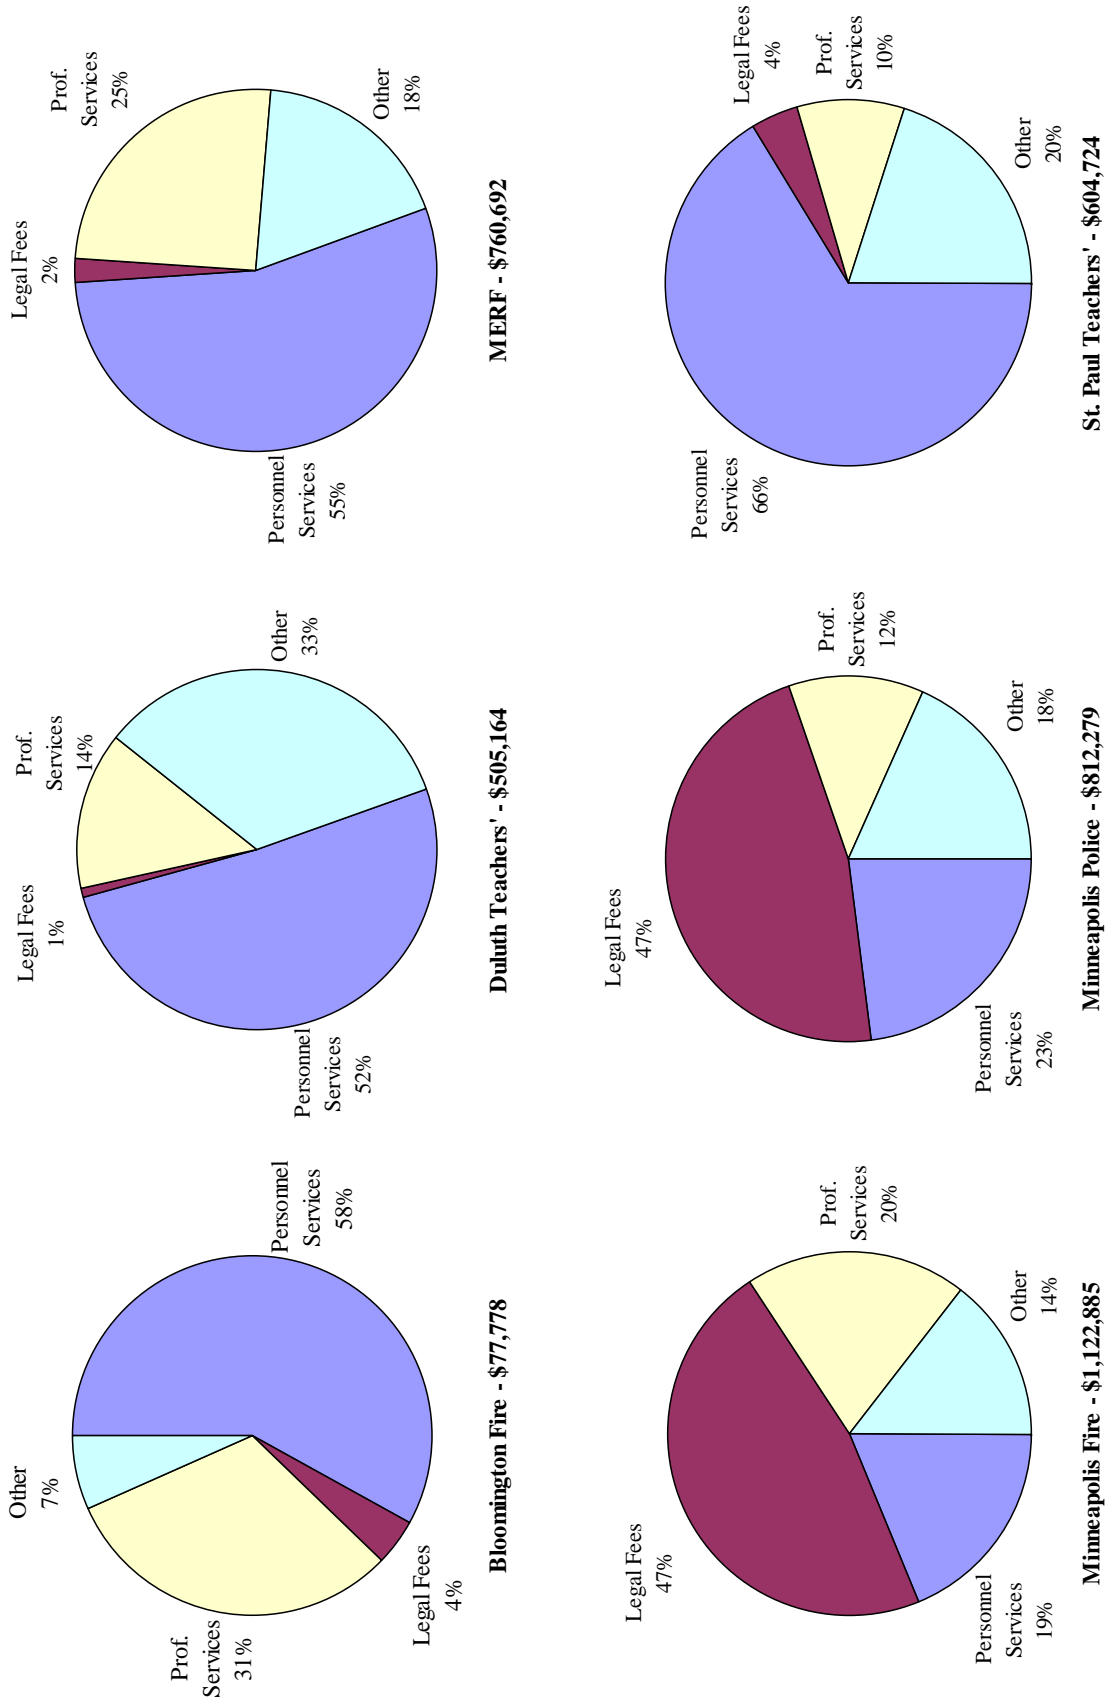 Other
7%
Prof.
Services
31%
Legal Fees
4%
Personnel
Services
58%
Bloomington Fire - $77,778
Legal Fees
1%
Prof.
Services
14%
Other
33%
Personnel
Services
52%
Duluth Teachers' - $505,164
Legal Fees
2%
Prof.
Services
25%
Other
18%
Personnel
Services
55%
MERF - $760,692
Legal Fees
47%
Prof.
Services
20%
Other
14%
Personnel
Services
19%
Minneapolis Fire - $1,122,885
Legal Fees
47%
Prof.
Services
12%
Other
18%
Personnel
Services
23%
Minneapolis Police - $812,279
Personnel
Services
66%
Legal Fees
4%
Prof.
Services
10%
Other
20%
St. Paul Teachers' - $604,724